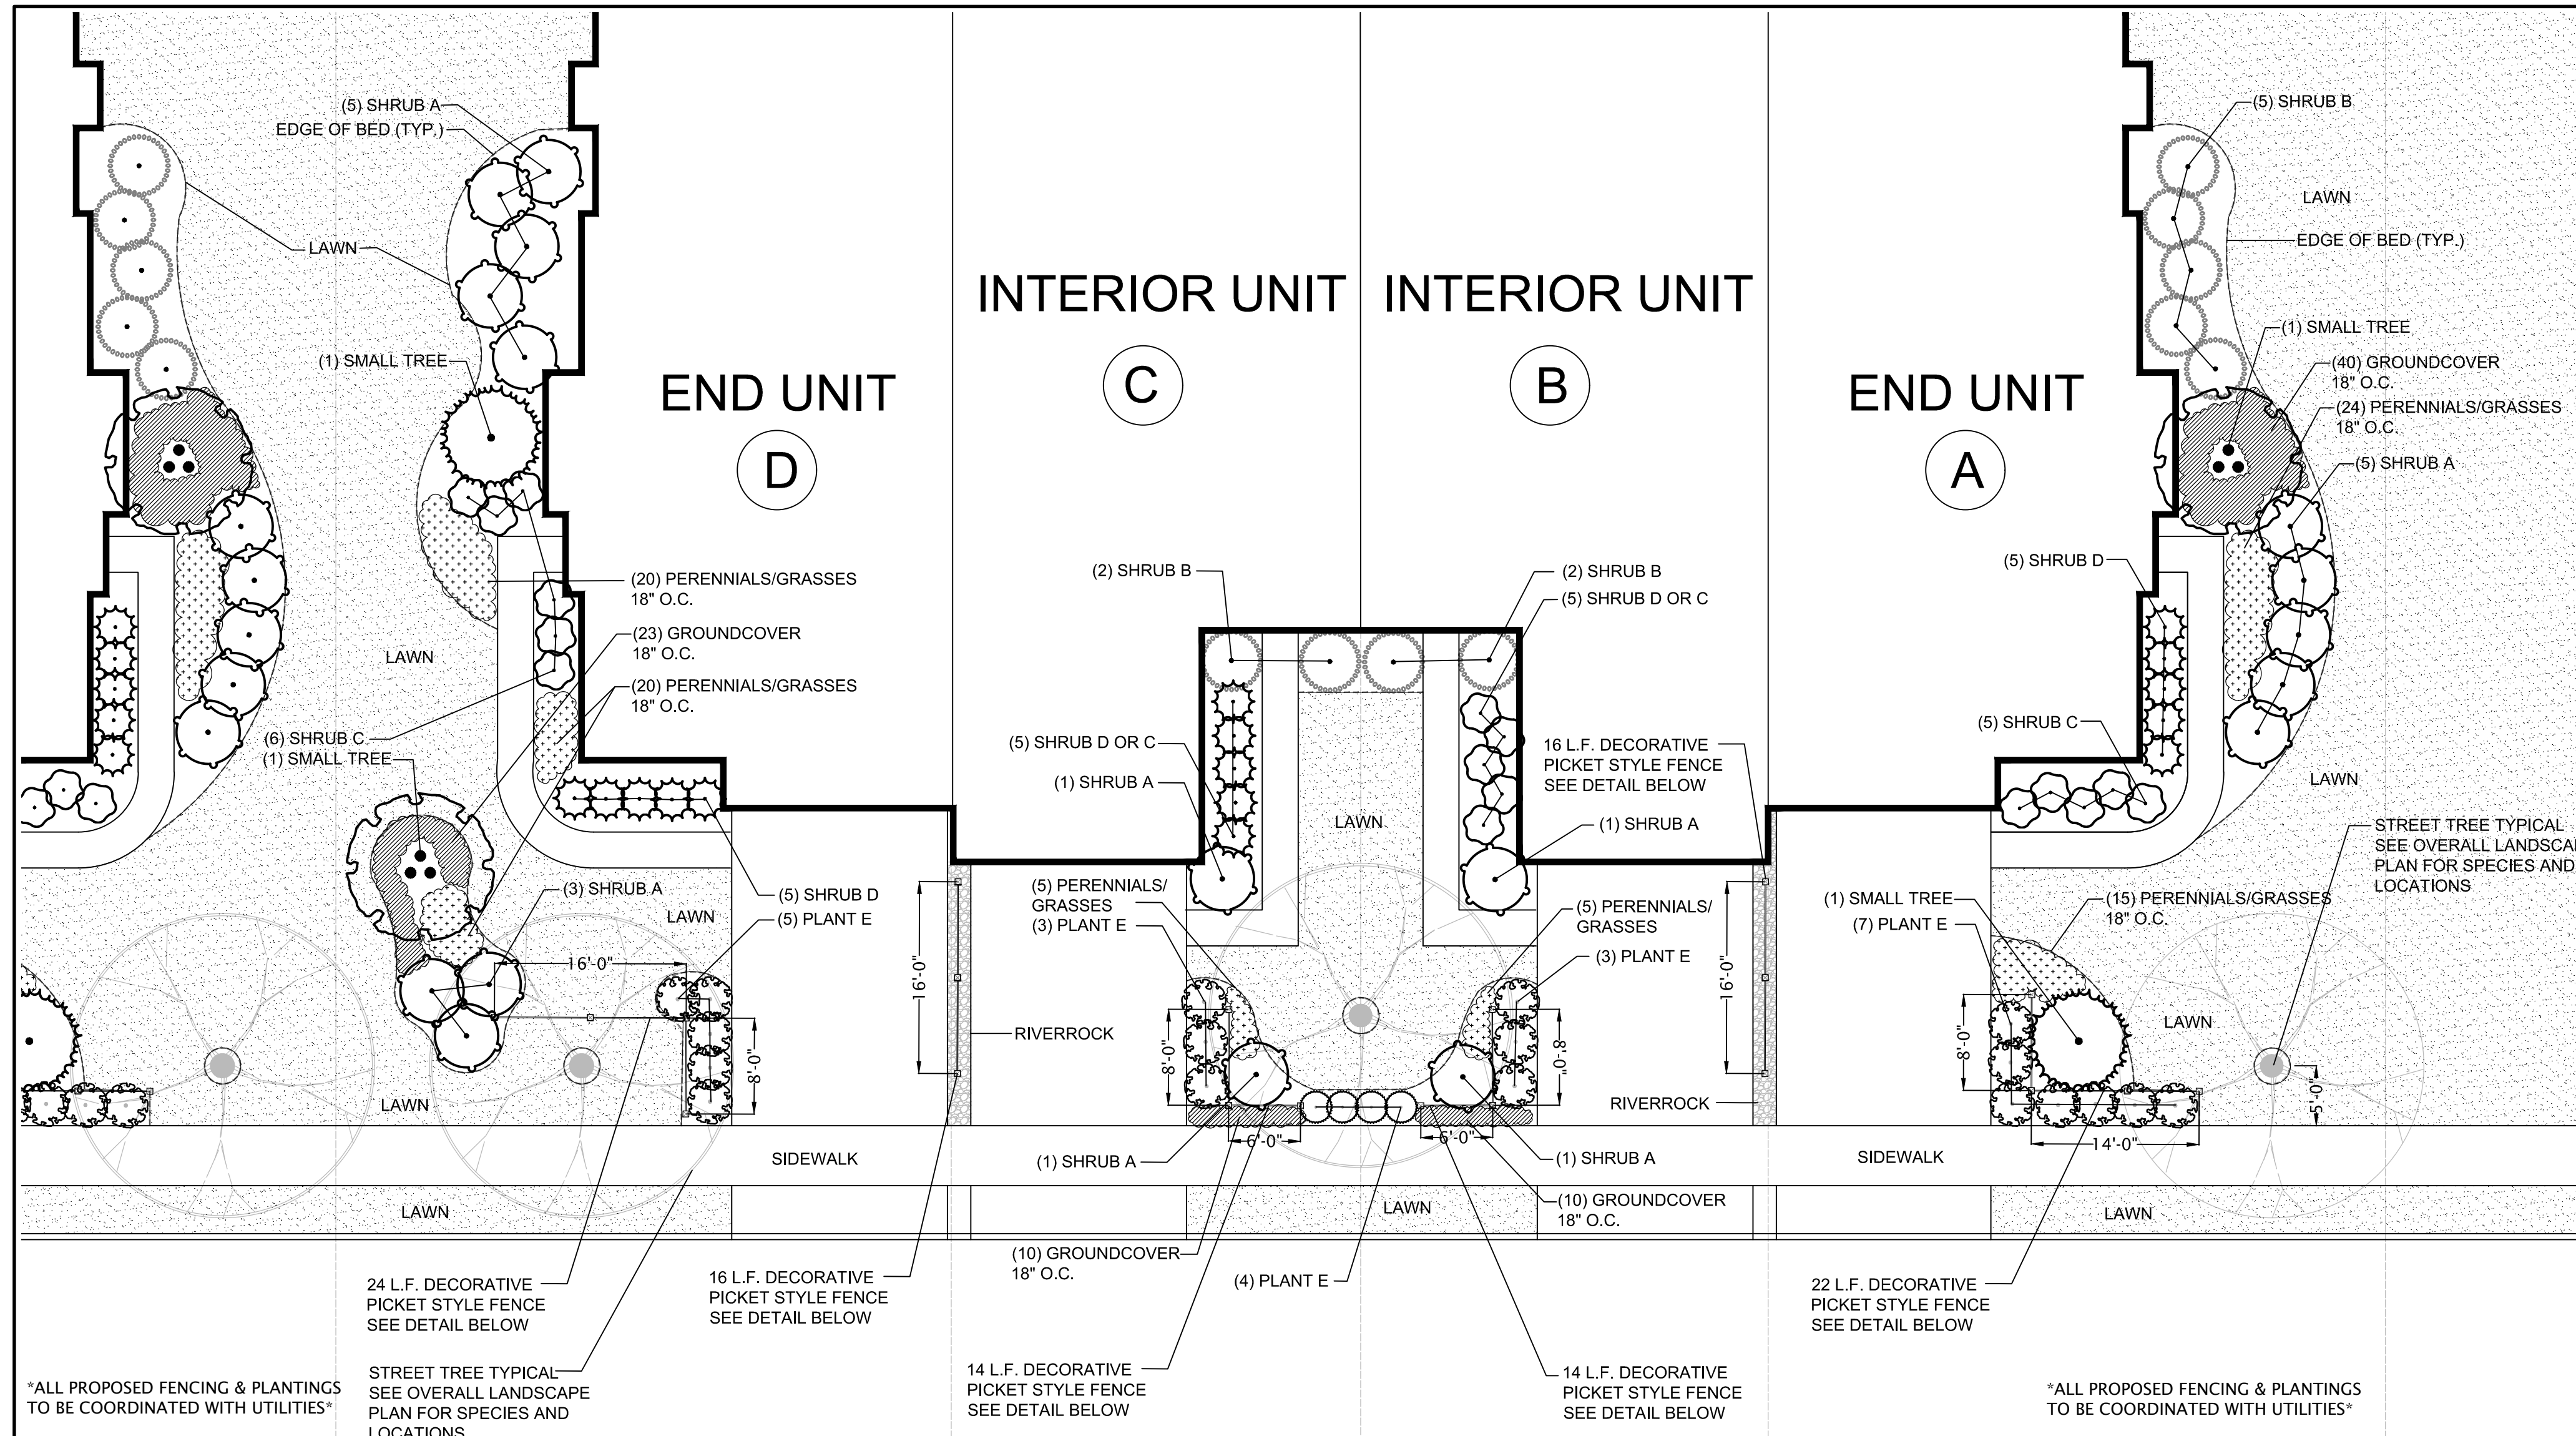 (5) SHRUB A
EDGE OF BED (TYP.)
LAWN
(1) SMALL TREE
END UNIT
D
INTERIOR UNIT
C
INTERIOR UNIT
B
END UNIT
A
(5) SHRUB B
LAWN
EDGE OF BED (TYP.)
(1) SMALL TREE
(40) GROUNDCOVER
18" O.C.
(24) PERENNIALS/GRASSES
18" O.C.
(5) SHRUB A
(20) PERENNIALS/GRASSES
18" O.C.
(23) GROUNDCOVER
18" O.C.
(20) PERENNIALS/GRASSES
18" O.C.
LAWN
(6) SHRUB C
(1) SMALL TREE
(3) SHRUB A
LAWN
(5) SHRUB D
(5) PLANT E
16'-0"
8'-0"
LAWN
(2) SHRUB B
(2) SHRUB B
(5) SHRUB D OR C
(5) SHRUB D OR C
(1) SHRUB A
16 L.F. DECORATIVE
PICKET STYLE FENCE
SEE DETAIL BELOW
(1) SHRUB A
LAWN
(5) PERENNIALS/
GRASSES
(3) PLANT E
(5) PERENNIALS/
GRASSES
(3) PLANT E
16'-0"
16'-0"
RIVERROCK
RIVERROCK
8'-0"
8'-0"
6'-0"
6'-0"
(5) SHRUB D
(5) SHRUB C
LAWN
STREET TREE TYPICAL
SEE OVERALL LANDSCA
PLAN FOR SPECIES AND
LOCATIONS
(1) SMALL TREE
(7) PLANT E
(15) PERENNIALS/GRASSES
18" O.C.
LAWN
8'-0"
14'-0"
5'-0"
SIDEWALK
(1) SHRUB A
(1) SHRUB A
SIDEWALK
LAWN
LAWN
LAWN
(10) GROUNDCOVER
18" O.C.
(10) GROUNDCOVER
18" O.C.
(4) PLANT E
24 L.F. DECORATIVE
PICKET STYLE FENCE
SEE DETAIL BELOW
16 L.F. DECORATIVE
PICKET STYLE FENCE
SEE DETAIL BELOW
22 L.F. DECORATIVE
PICKET STYLE FENCE
SEE DETAIL BELOW
14 L.F. DECORATIVE
PICKET STYLE FENCE
SEE DETAIL BELOW
14 L.F. DECORATIVE
PICKET STYLE FENCE
SEE DETAIL BELOW
*ALL PROPOSED FENCING & PLANTINGS
TO BE COORDINATED WITH UTILITIES*
STREET TREE TYPICAL
SEE OVERALL LANDSCAPE
PLAN FOR SPECIES AND
LOCATIONS
*ALL PROPOSED FENCING & PLANTINGS
TO BE COORDINATED WITH UTILITIES*